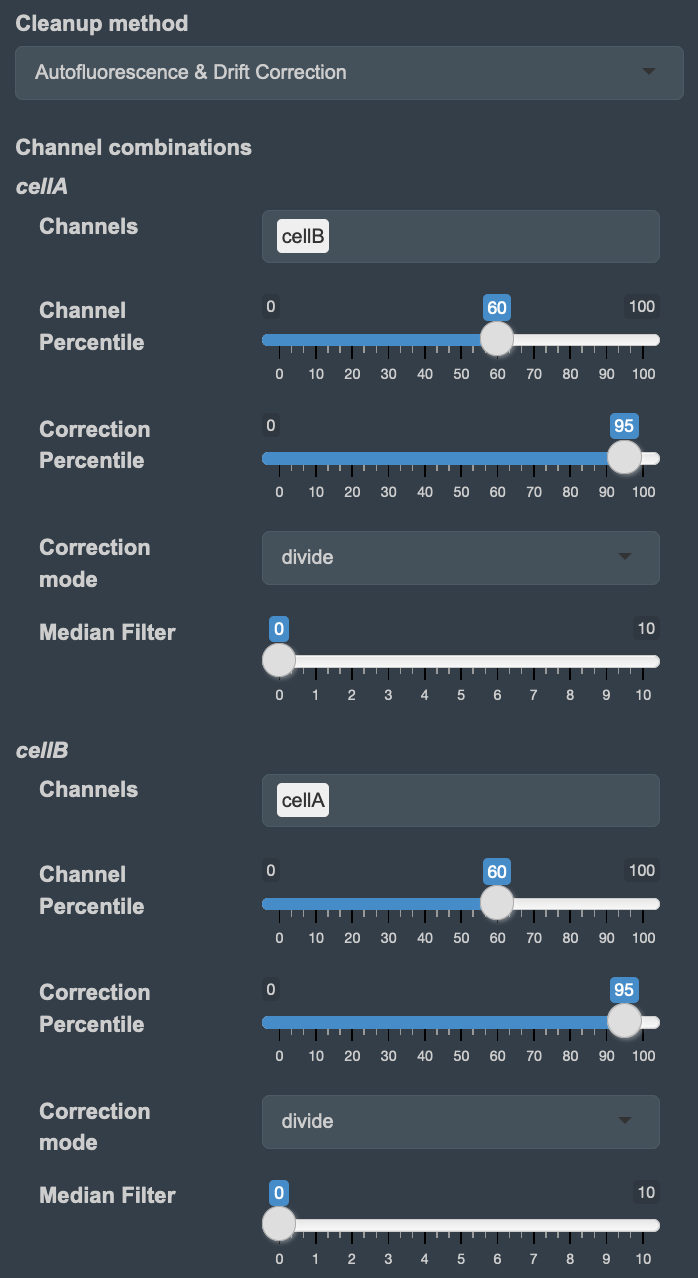 Cleanup method
Autofluorescence & Drift Correction
Channel combinations
cellA
Channels
cellB
Channel
Percentile
0 60 100
0 10 20 30 40 50 60 70 80 90 100
Correction
Percentile
0 95
0 10 20 30 40 50 60 70 80 90 100
Correction
mode
divide
Median Filter
0 10
0 1 2 3 4 5 6 7 8 9 10
cellB
Channels
cellA
Channel
Percentile
0 60 100
0 10 20 30 40 50 60 70 80 90 100
Correction
Percentile
0 95
0 10 20 30 40 50 60 70 80 90 100
Correction
mode
divide
Median Filter
0 10
0 1 2 3 4 5 6 7 8 9 10